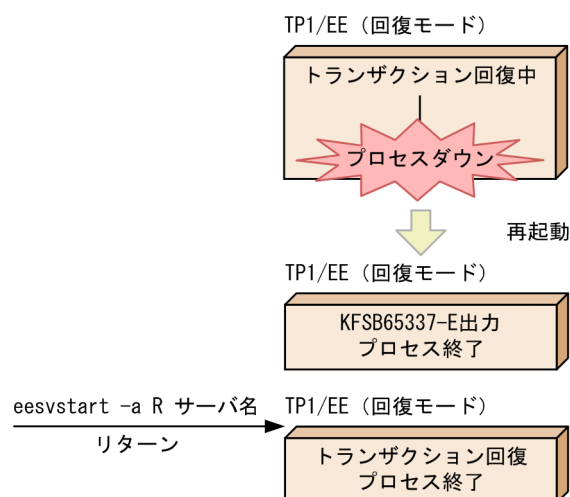 TP1/EE（回復モード）
トランザクション回復中
プロセスダウン
再起動
TP1/EE（回復モード）
KFSB65337-E出力
プロセス終了
eesvstart -a R サーバ名
リターン
TP1/EE（回復モード）
トランザクション回復
プロセス終了